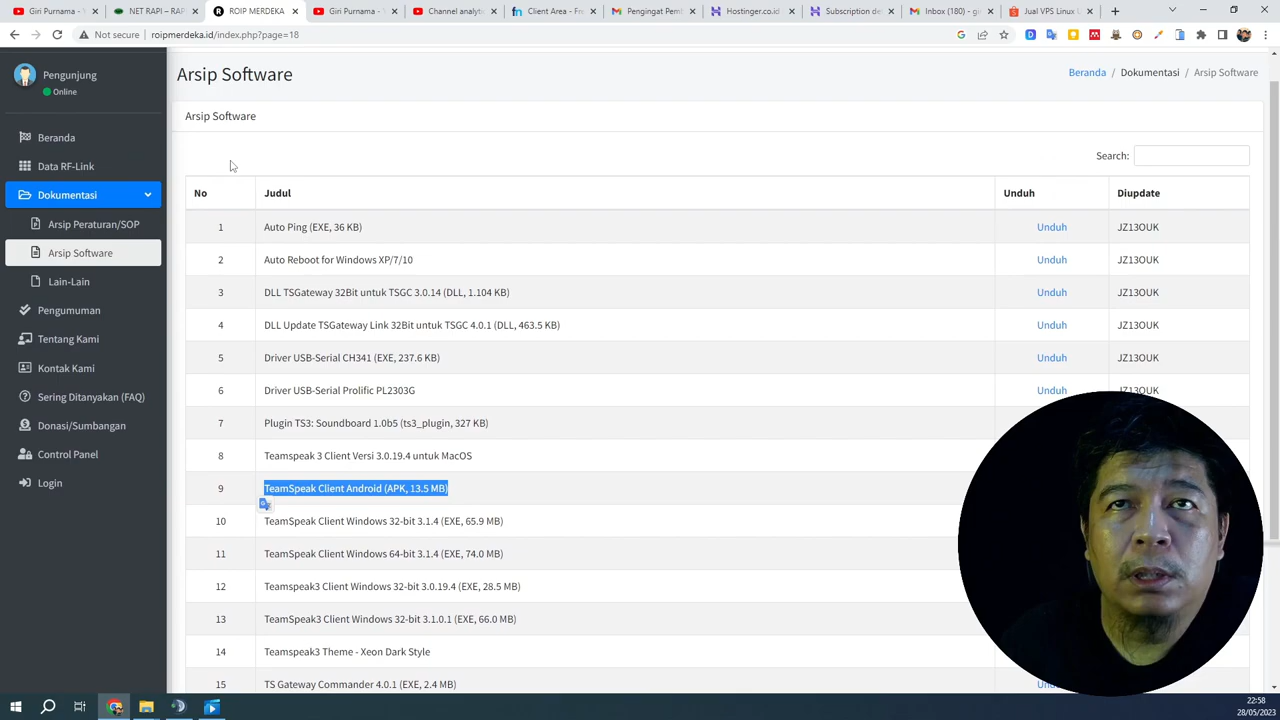 Giri Purnama -
NET RAPI – RAP
ROIP MERDEKA
Giri Purnama - 
Channel analytic
Client Area - Fre
Pengingat Pemb
Hostinger.co.id
Subscription de
Inbox (180) - gi
Jual VPS Linux L
Not secure roipmerdeka.id/index.php?page=18
Pengunjung
Online
Beranda
Data RF-Link
Dokumentasi
Arsip Peraturan/SOP
Arsip Software
Lain-Lain
Pengumuman
Tentang Kami
Kontak Kami
Sering Ditanyakan (FAQ)
Donasi/Sumbangan
Control Panel
Login
Arsip Software
Beranda / Dokumentasi / Arsip Software
Arsip Software
Search:
No Judul Unduh Diupdate
1 Auto Ping (EXE, 36 KB) Unduh JZ13OUK
2 Auto Reboot for Windows XP/7/10 Unduh JZ13OUK
3 DLL TSGateway 32Bit untuk TSGC 3.0.14 (DLL, 1.104 KB) Unduh JZ13OUK
4 DLL Update TSGateway Link 32Bit untuk TSGC 4.0.1 (DLL, 463.5 KB) Unduh JZ13OUK
5 Driver USB-Serial CH341 (EXE, 237.6 KB) Unduh JZ13OUK
6 Driver USB-Serial Prolific PL2303G Unduh JZ13OUK
7 Plugin TS3: Soundboard 1.0b5 (ts3_plugin, 327 KB)
8 Teamspeak 3 Client Versi 3.0.19.4 untuk MacOS
9 TeamSpeak Client Android (APK, 13.5 MB)
10 TeamSpeak Client Windows 32-bit 3.1.4 (EXE, 65.9 MB)
11 TeamSpeak Client Windows 64-bit 3.1.4 (EXE, 74.0 MB)
12 Teamspeak3 Client Windows 32-bit 3.0.19.4 (EXE, 28.5 MB)
13 TeamSpeak3 Client Windows 32-bit 3.1.0.1 (EXE, 66.0 MB)
14 Teamspeak3 Theme - Xeon Dark Style
15 TS Gateway Commander 4.0.1 (EXE, 2.4 MB)
22:58
28/05/2023